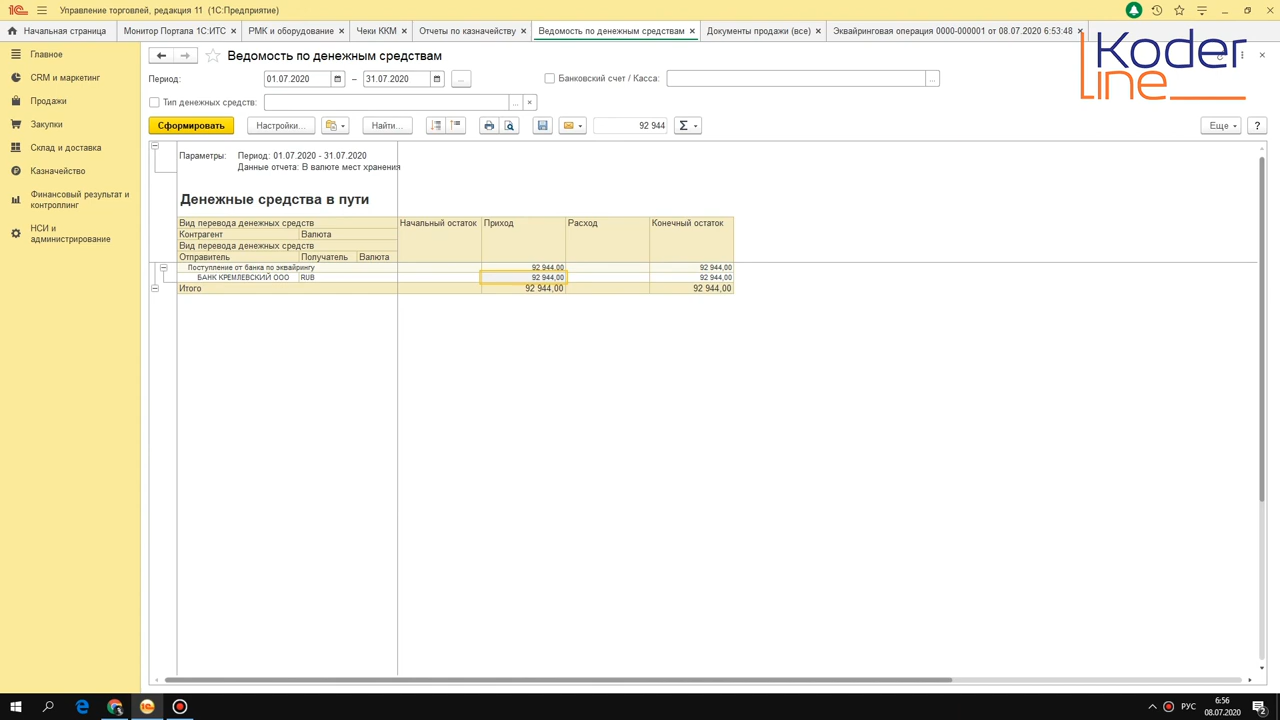 Управление торговлей, редакция 11 (1С:Предприятие)
Начальная страница
Монитор Портала 1С:ИТС ×
РМК и оборудование ×
Чеки ККМ ×
Отчеты по казначейству ×
Ведомость по денежным средствам ×
Документы продажи (все) ×
Эквайринговая операция 0000-000001 от 08.07.2020 6:53:48 ×
Koder
line
Главное
CRM и маркетинг
Продажи
Закупки
Склад и доставка
Казначейство
Финансовый результат и
контроллинг
НСИ и
администрирование
Ведомость по денежным средствам
Период: 01.07.2020 – 31.07.2020 ...
Банковский счет / Касса: ...
Тип денежных средств: ... ×
Сформировать Настройки... Найти... 92 944 Σ Еще ?
Параметры: Период: 01.07.2020 - 31.07.2020
Данные отчета: В валюте мест хранения
Денежные средства в пути
Вид перевода денежных средств Начальный остаток Приход Расход Конечный остаток
Контрагент Валюта
Вид перевода денежных средств
Отправитель Получатель Валюта
Поступление от банка по эквайрингу 92 944,00 92 944,00
БАНК КРЕМЛЕВСКИЙ ООО RUB 92 944,00 92 944,00
Итого 92 944,00 92 944,00
РУС
6:56
08.07.2020
2